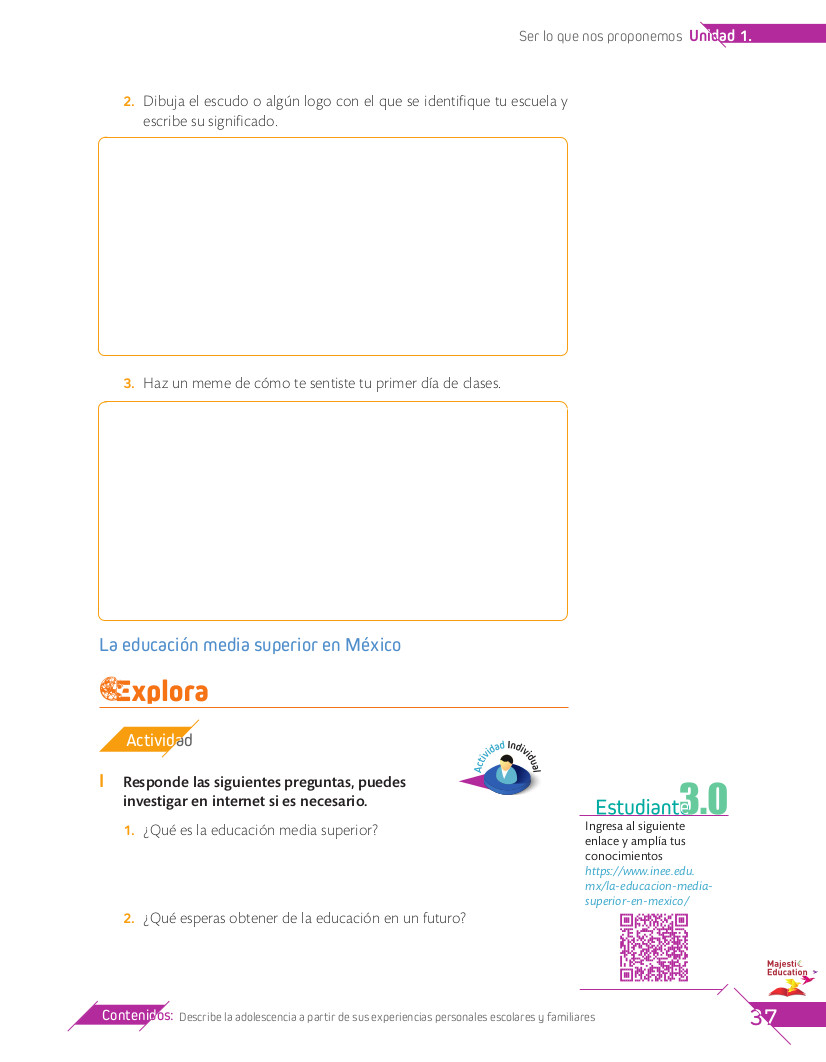 Ser lo que nos proponemos Unidad 1.
2. Dibuja el escudo o algún logo con el que se identifique tu escuela y
escribe su significado.
3. Haz un meme de cómo te sentiste tu primer día de clases.
La educación media superior en México
Explora
Actividad
Actividad Individual
I Responde las siguientes preguntas, puedes
investigar en internet si es necesario.
1. ¿Qué es la educación media superior?
2. ¿Qué esperas obtener de la educación en un futuro?
Estudiante 3.0
Ingresa al siguiente
enlace y amplía tus
conocimientos
https://www.inee.edu.
mx/la-educacion-media-
superior-en-mexico/
Majestic
Education
Contenidos: Describe la adolescencia a partir de sus experiencias personales escolares y familiares
37